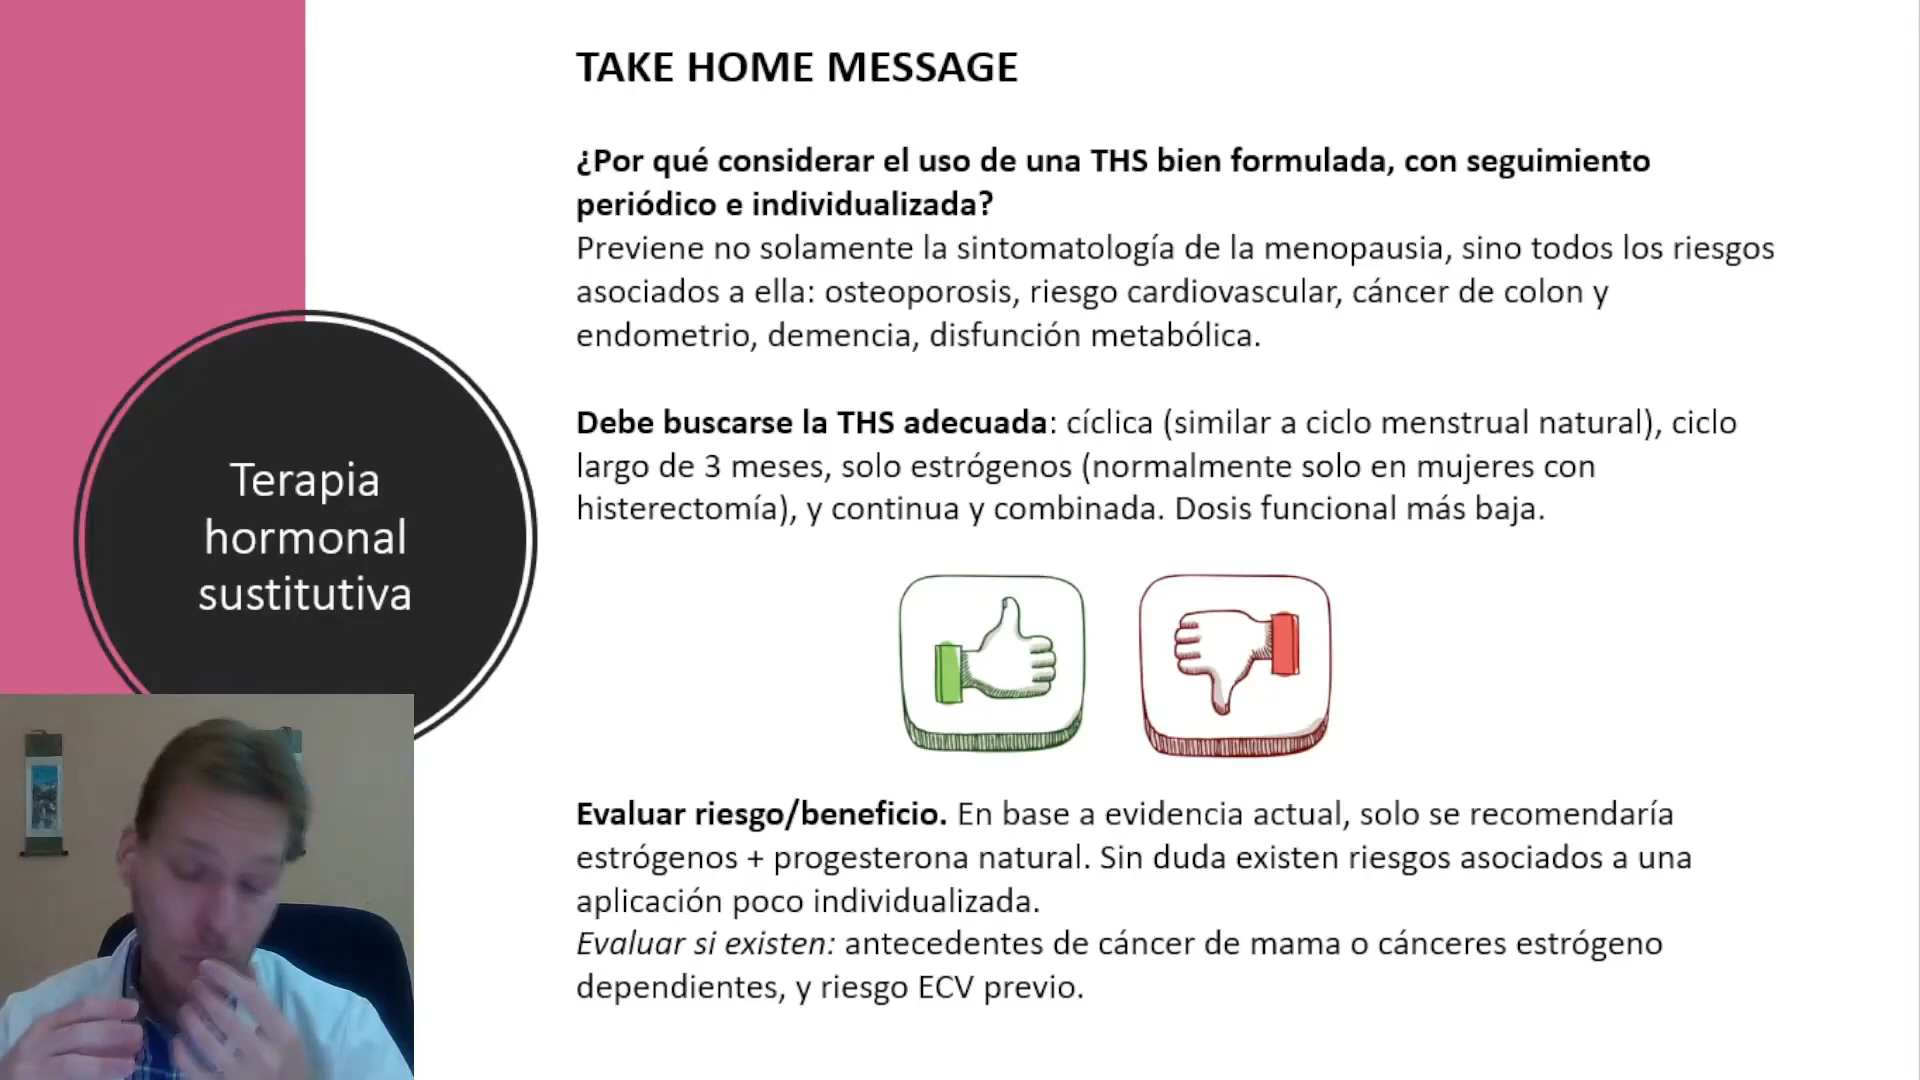 TAKE HOME MESSAGE
¿Por qué considerar el uso de una THS bien formulada, con seguimiento
periódico e individualizada?
Previene no solamente la sintomatología de la menopausia, sino todos los riesgos
asociados a ella: osteoporosis, riesgo cardiovascular, cáncer de colon y
endometrio, demencia, disfunción metabólica.
Debe buscarse la THS adecuada: cíclica (similar a ciclo menstrual natural), ciclo
largo de 3 meses, solo estrógenos (normalmente solo en mujeres con
histerectomía), y continua y combinada. Dosis funcional más baja.
Terapia
hormonal
sustitutiva
Evaluar riesgo/beneficio. En base a evidencia actual, solo se recomendaría
estrógenos + progesterona natural. Sin duda existen riesgos asociados a una
aplicación poco individualizada.
Evaluar si existen: antecedentes de cáncer de mama o cánceres estrógeno
dependientes, y riesgo ECV previo.